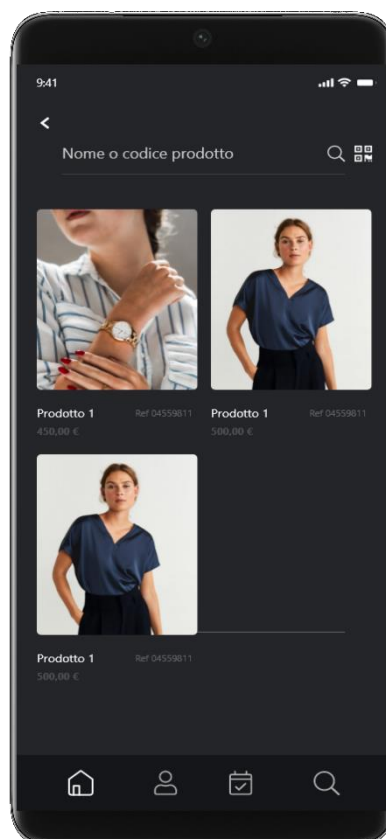 9:41
Nome o codice prodotto
Prodotto 1 Ref 04559811 Prodotto 1 Ref 04559811
450,00 € 500,00 €
Prodotto 1 Ref 04559811
500,00 €